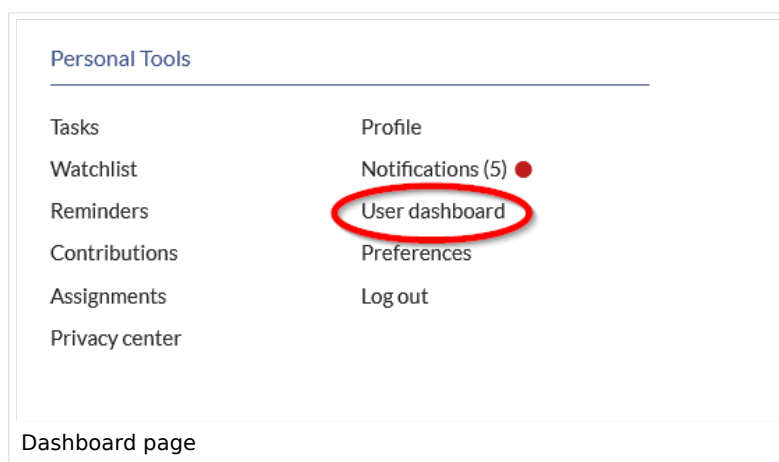 Personal Tools
Tasks
Watchlist
Reminders
Contributions
Assignments
Privacy center
Profile
Notifications (5)
User dashboard
Preferences
Log out
Dashboard page